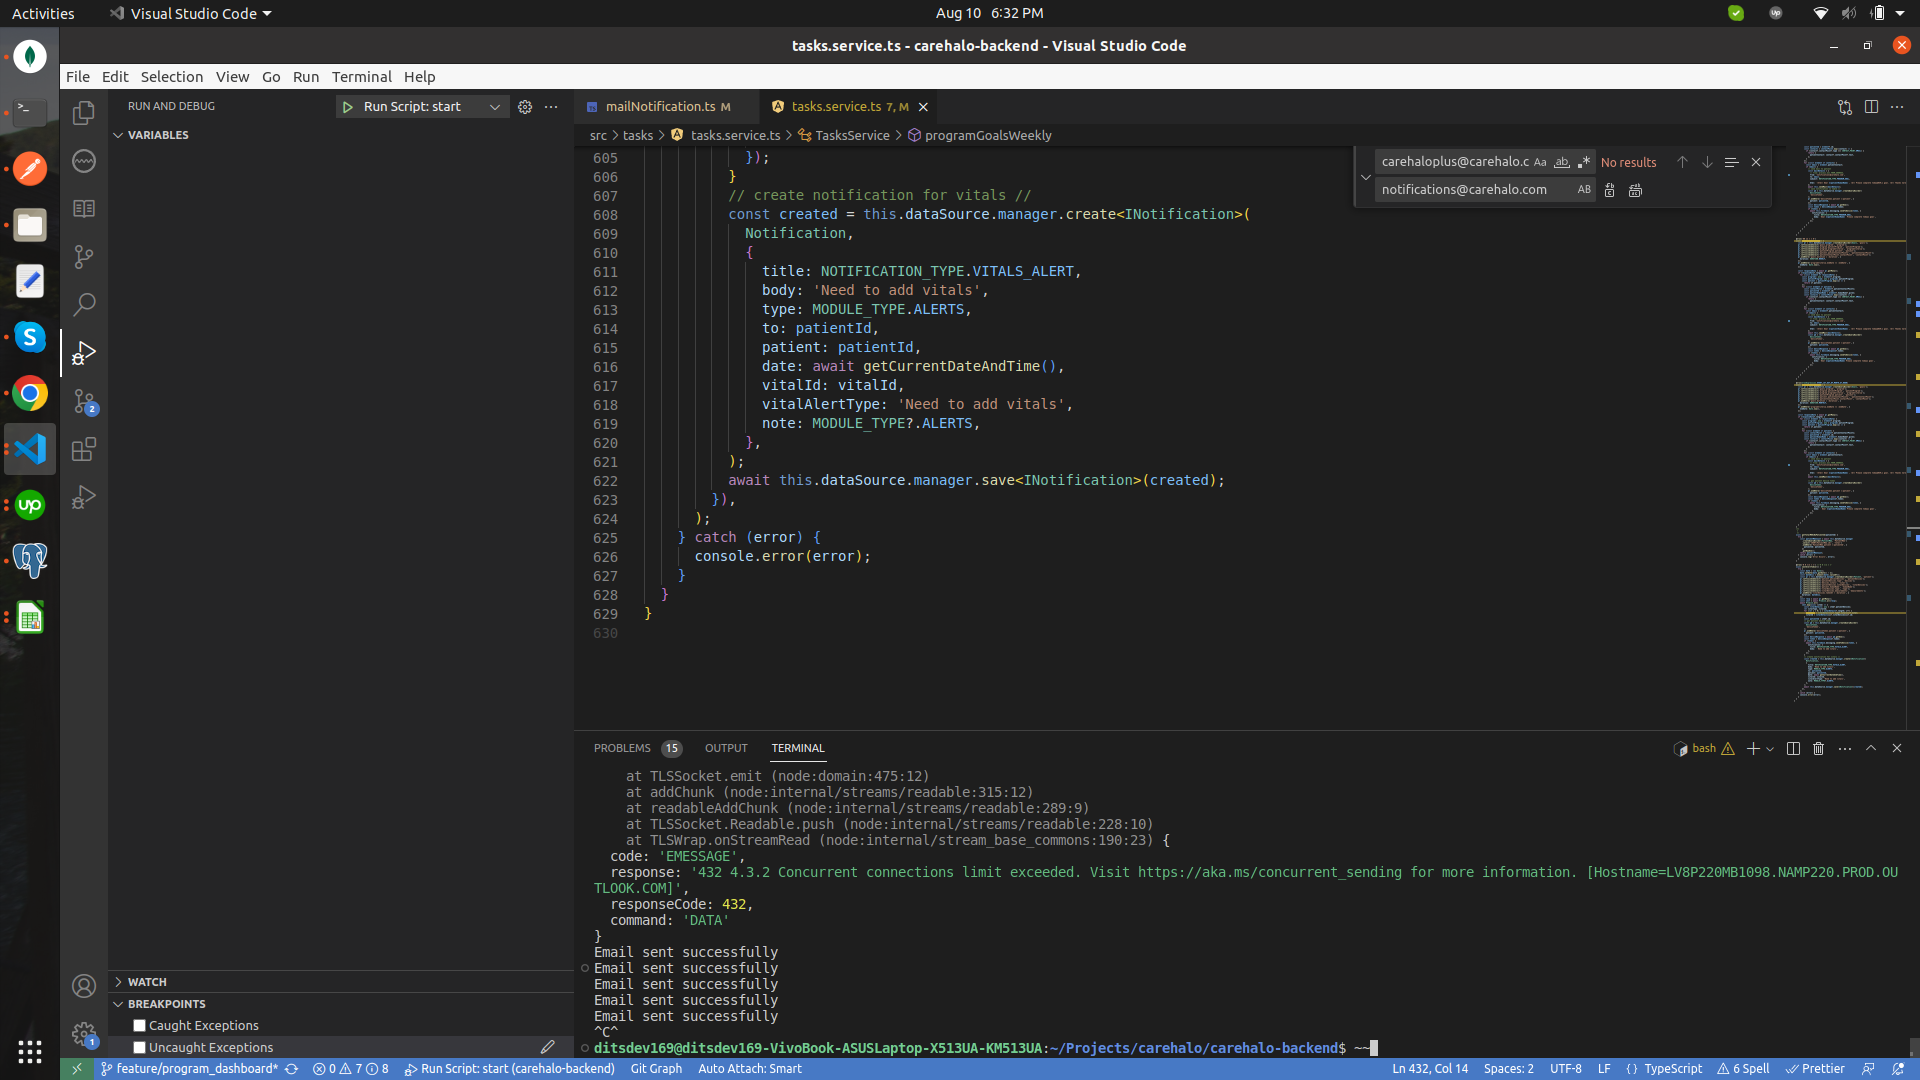 Activities
Visual Studio Code
Aug 10 6:32 PM
tasks.service.ts - carehalo-backend - Visual Studio Code
File Edit Selection View Go Run Terminal Help
RUN AND DEBUG
Run Script: start
mailNotification.ts M
tasks.service.ts 7, M
VARIABLES
src > tasks > tasks.service.ts > TasksService > programGoalsWeekly
carehaloplus@carehalo.c
No results
notifications@carehalo.com
605 });
606 }
607 // create notification for vitals //
608 const created = this.dataSource.manager.create<INotification>(
609 Notification,
610 {
611 title: NOTIFICATION_TYPE.VITALS_ALERT,
612 body: 'Need to add vitals',
613 type: MODULE_TYPE.ALERTS,
614 to: patientId,
615 patient: patientId,
616 date: await getCurrentDateAndTime(),
617 vitalId: vitalId,
618 vitalAlertType: 'Need to add vitals',
619 note: MODULE_TYPE?.ALERTS,
620 },
621 );
622 await this.dataSource.manager.save<INotification>(created);
623 }),
624 );
625 } catch (error) {
626 console.error(error);
627 }
628 }
629 }
630
PROBLEMS 15 OUTPUT TERMINAL
bash
at TLSSocket.emit (node:domain:475:12)
at addChunk (node:internal/streams/readable:315:12)
at readableAddChunk (node:internal/streams/readable:289:9)
at TLSSocket.Readable.push (node:internal/streams/readable:228:10)
at TLSWrap.onStreamRead (node:internal/stream_base_commons:190:23) {
code: 'EMESSAGE',
response: '432 4.3.2 Concurrent connections limit exceeded. Visit https://aka.ms/concurrent_sending for more information. [Hostname=LV8P220MB1098.NAMP220.PROD.OU
TLOOK.COM]',
responseCode: 432,
command: 'DATA'
}
Email sent successfully
Email sent successfully
Email sent successfully
Email sent successfully
Email sent successfully
^C^
ditsdev169@ditsdev169-VivoBook-ASUSLaptop-X513UA-KM513UA:~/Projects/carehalo/carehalo-backend$ ~~
WATCH
BREAKPOINTS
Caught Exceptions
Uncaught Exceptions
feature/program_dashboard*
0 7 8
Run Script: start (carehalo-backend)
Git Graph
Auto Attach: Smart
Ln 432, Col 14
Spaces: 2
UTF-8
LF
{ } TypeScript
6 Spell
Prettier